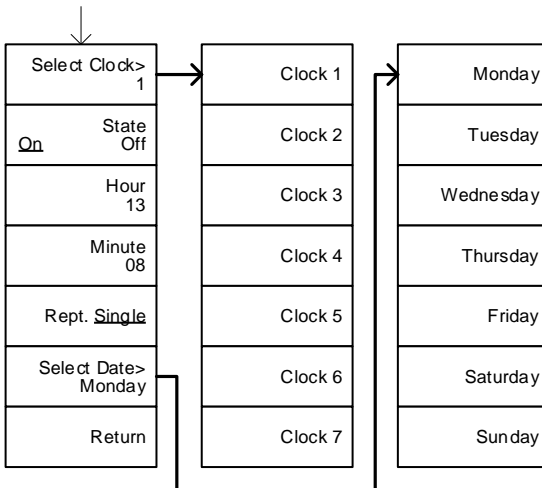 Select Clock>
1
State
On Off
Hour
13
Minute
08
Rept. Single
Select Date>
Monday
Return
Clock 1
Clock 2
Clock 3
Clock 4
Clock 5
Clock 6
Clock 7
Monday
Tuesday
Wednesday
Thursday
Friday
Saturday
Sunday